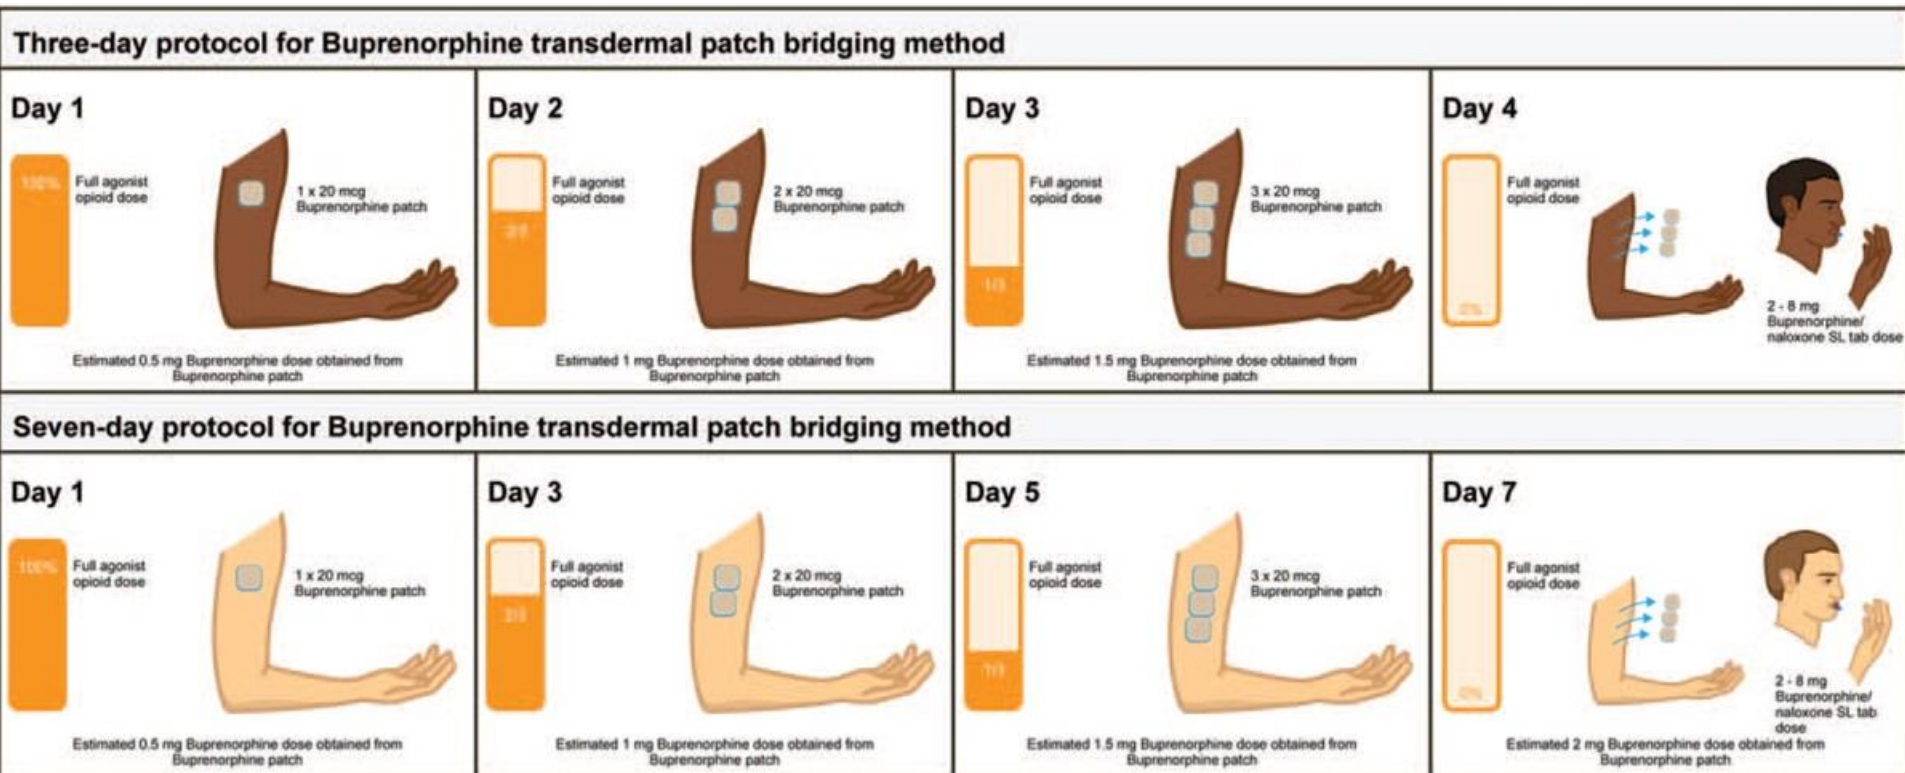 Three-day protocol for Buprenorphine transdermal patch bridging method
Day 1
100%
Full agonist
opioid dose
1 x 20 mcg
Buprenorphine patch
Estimated 0.5 mg Buprenorphine dose obtained from
Buprenorphine patch
Day 2
Full agonist
opioid dose
2 x 20 mcg
Buprenorphine patch
Estimated 1 mg Buprenorphine dose obtained from
Buprenorphine patch
Day 3
Full agonist
opioid dose
1/3
3 x 20 mcg
Buprenorphine patch
Estimated 1.5 mg Buprenorphine dose obtained from
Buprenorphine patch
Day 4
Full agonist
opioid dose
0%
2 - 8 mg
Buprenorphine/
naloxone SL tab dose
Seven-day protocol for Buprenorphine transdermal patch bridging method
Day 1
100%
Full agonist
opioid dose
1 x 20 mcg
Buprenorphine patch
Estimated 0.5 mg Buprenorphine dose obtained from
Buprenorphine patch
Day 3
Full agonist
opioid dose
2/3
2 x 20 mcg
Buprenorphine patch
Estimated 1 mg Buprenorphine dose obtained from
Buprenorphine patch
Day 5
Full agonist
opioid dose
1/3
3 x 20 mcg
Buprenorphine patch
Estimated 1.5 mg Buprenorphine dose obtained from
Buprenorphine patch
Day 7
Full agonist
opioid dose
0%
2 - 8 mg
Buprenorphine/
naloxone SL tab
dose
Estimated 2 mg Buprenorphine dose obtained from
Buprenorphine patch